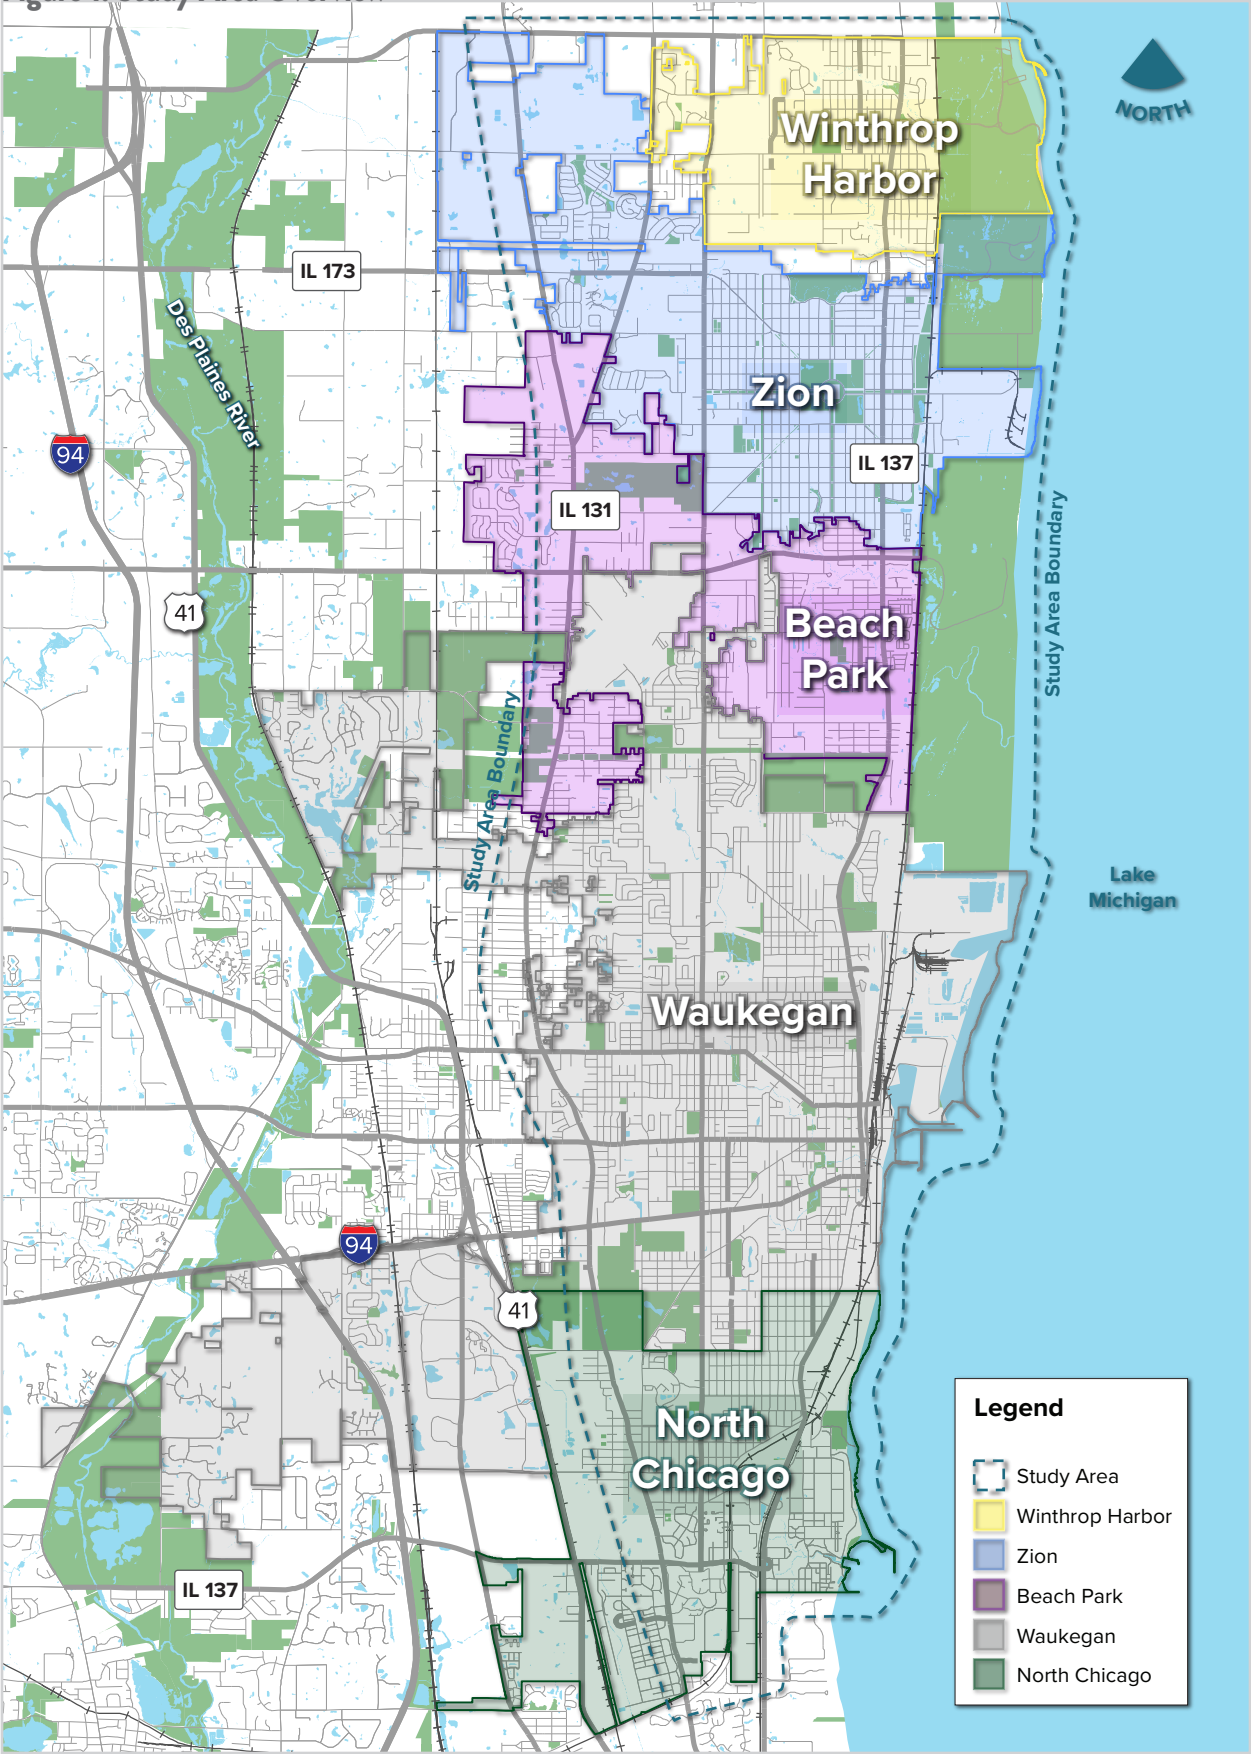 Winthrop
Harbor
NORTH
IL 173
Des Plaines River
Zion
94
IL 137
IL 131
41
Beach
Park
Study Area Boundary
Study Area Boundary
Lake
Michigan
Waukegan
94
41
North
Chicago
IL 137
Legend
Study Area
Winthrop Harbor
Zion
Beach Park
Waukegan
North Chicago